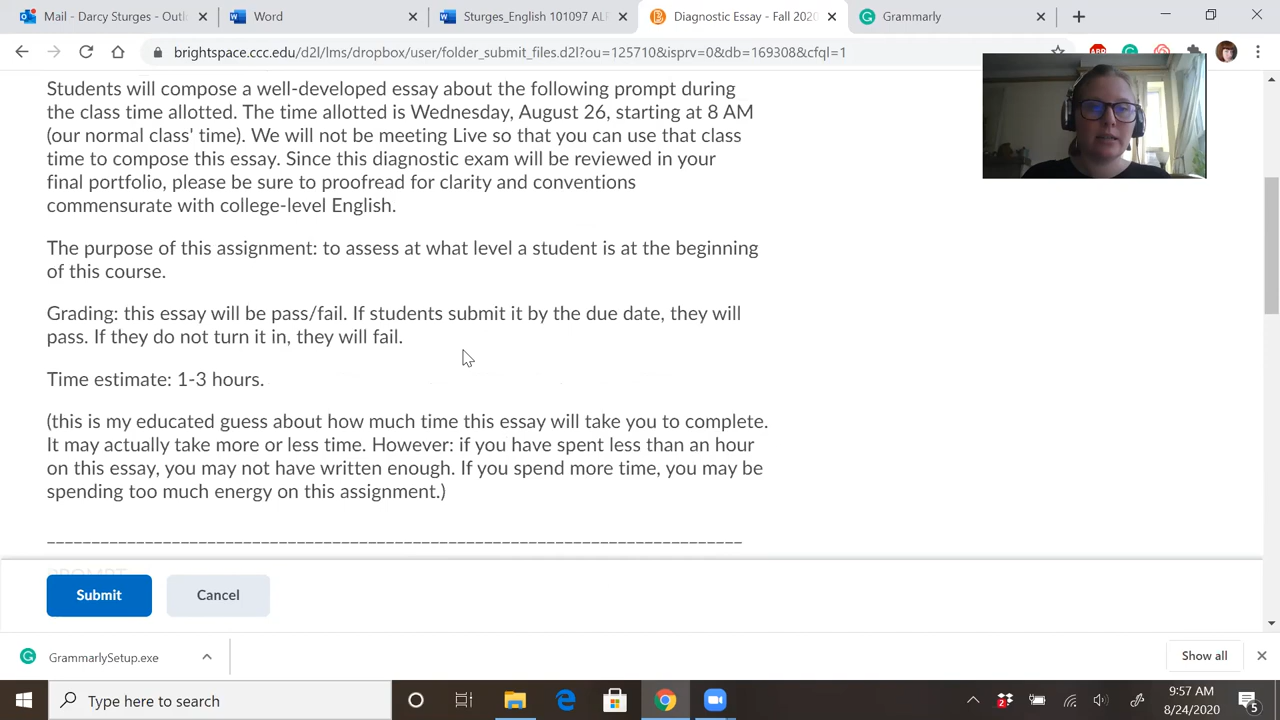 Mail - Darcy Sturges - Outl
Word
Sturges_English 101097 ALP
Diagnostic Essay - Fall 2020
Grammarly
brightspace.ccc.edu/d2l/lms/dropbox/user/folder_submit_files.d2l?ou=125710&isprv=0&db=169308&cfql=1
Students will compose a well-developed essay about the following prompt during
the class time allotted. The time allotted is Wednesday, August 26, starting at 8 AM
(our normal class' time). We will not be meeting Live so that you can use that class
time to compose this essay. Since this diagnostic exam will be reviewed in your
final portfolio, please be sure to proofread for clarity and conventions
commensurate with college-level English.
The purpose of this assignment: to assess at what level a student is at the beginning
of this course.
Grading: this essay will be pass/fail. If students submit it by the due date, they will
pass. If they do not turn it in, they will fail.
Time estimate: 1-3 hours.
(this is my educated guess about how much time this essay will take you to complete.
It may actually take more or less time. However: if you have spent less than an hour
on this essay, you may not have written enough. If you spend more time, you may be
spending too much energy on this assignment.)
PROMPT
Submit
Cancel
GrammarlySetup.exe
Show all
Type here to search
9:57 AM
8/24/2020
2
5